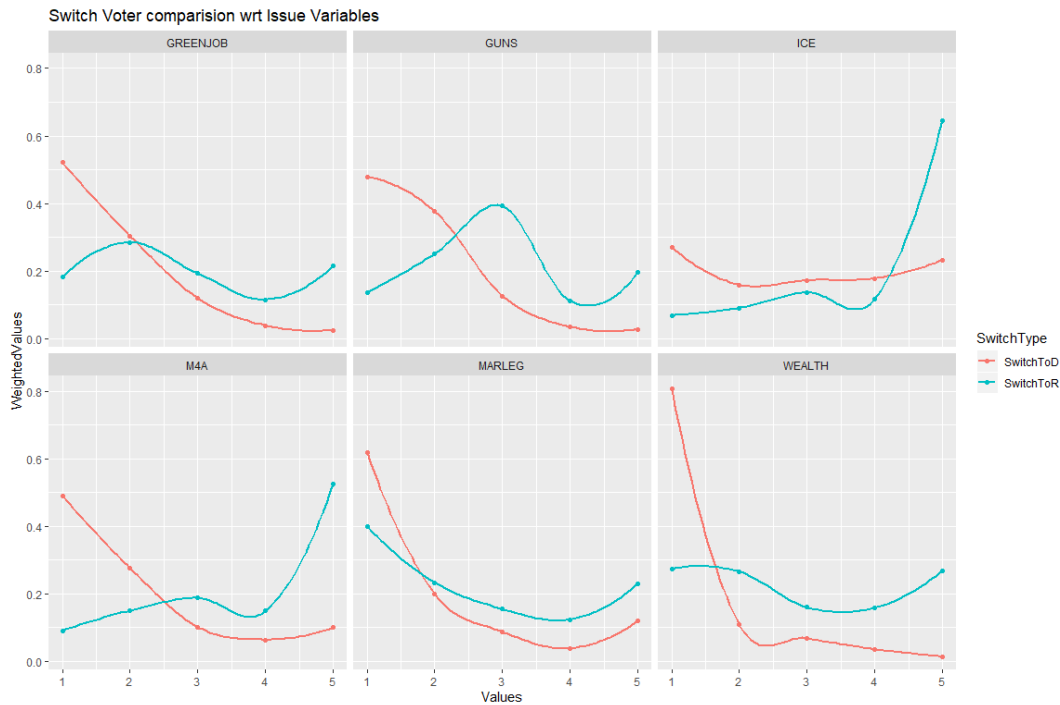 Switch Voter comparision wrt Issue Variables
GREENJOB GUNS ICE
0.8
0.6
0.4
0.2
0.0
M4A MARLEG WEALTH
0.8
0.6
0.4
0.2
0.0
1 2 3 4 5 1 2 3 4 5 1 2 3 4 5
Values
WeightedValues
SwitchType
SwitchToD
SwitchToR